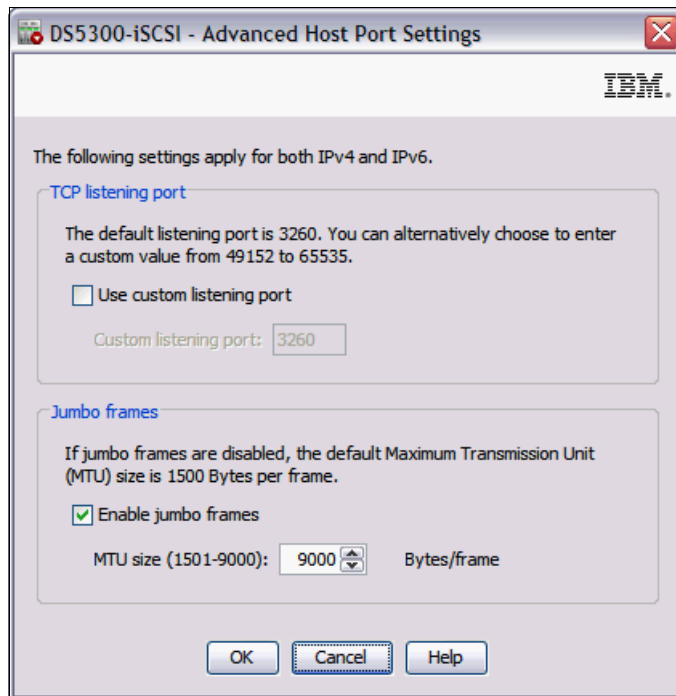 DS5300-iSCSI - Advanced Host Port Settings
IBM.
The following settings apply for both IPv4 and IPv6.
TCP listening port
The default listening port is 3260. You can alternatively choose to enter
a custom value from 49152 to 65535.
Use custom listening port
Custom listening port: 3260
Jumbo frames
If jumbo frames are disabled, the default Maximum Transmission Unit
(MTU) size is 1500 Bytes per frame.
Enable jumbo frames
MTU size (1501-9000): 9000 Bytes/frame
OK Cancel Help